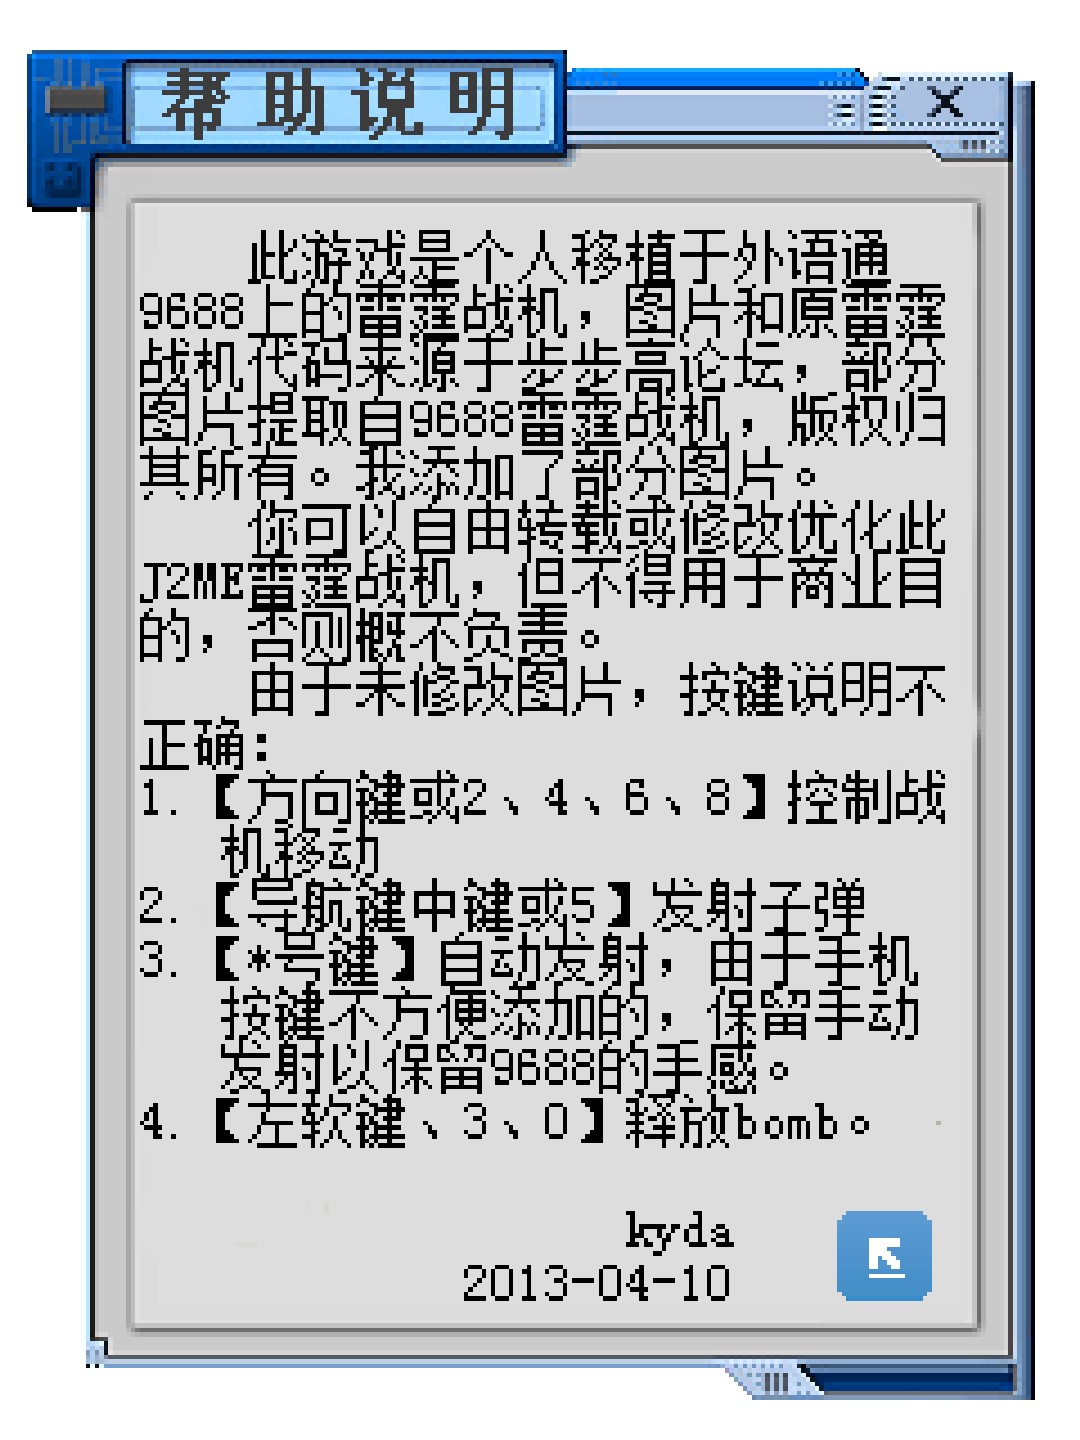 帮助说明
此游戏是个人移植于外语通
9688上的雷霆战机，图片和原雷霆
战机代码来源于步步高论坛，部分
图片提取自9688雷霆战机，版权归
其所有。我添加了部分图片。
你可以自由转载或修改优化此
J2ME雷霆战机，但不得用于商业目
的，否则概不负责。
由于未修改图片，按键说明不
正确：
1.【方向键或2、4、6、8】控制战
机移动
2.【导航键中键或5】发射子弹
3.【*号键】自动发射，由于手机
按键不方便添加的，保留手动
发射以保留9688的手感。
4.【左软键、3、0】释放bomb。
kyda
2013-04-10